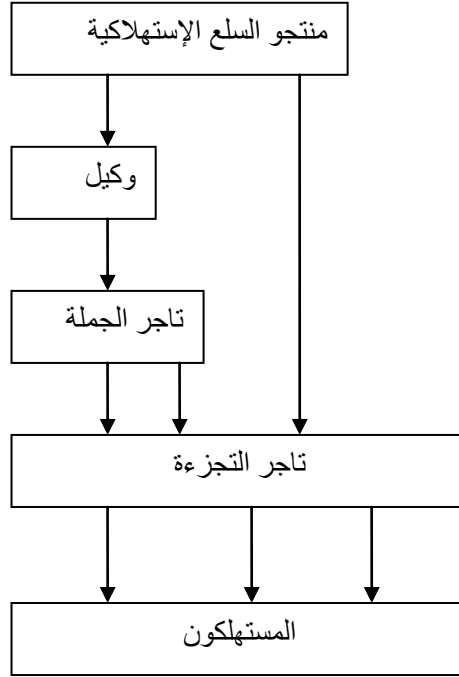 منتجو السلع الإستهلاكية
وكيل
تاجر الجملة
تاجر التجزءة
المستهلكون